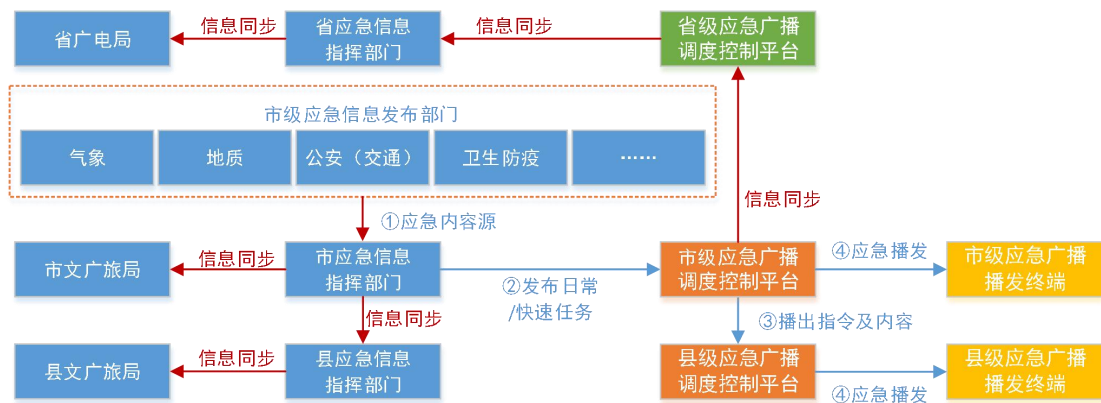 省广电局
信息同步
省应急信息
指挥部门
信息同步
省级应急广播
调度控制平台
市级应急信息发布部门
气象
地质
公安（交通）
卫生防疫
……
信息同步
①应急内容源
市文广旅局
信息同步
市应急信息
指挥部门
②发布日常
/快速任务
市级应急广播
调度控制平台
④应急播发
市级应急广播
播发终端
信息同步
③播出指令及内容
县文广旅局
信息同步
县应急信息
指挥部门
县级应急广播
调度控制平台
④应急播发
县级应急广播
播发终端